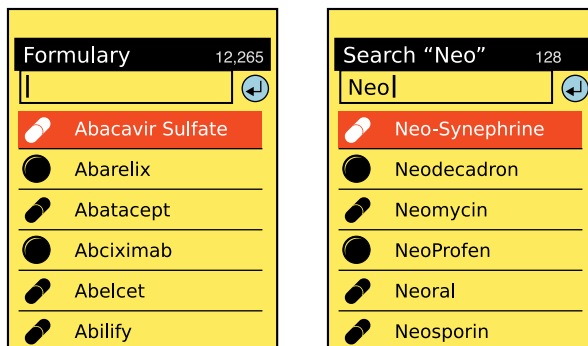 Formulary 12,265
Abacavir Sulfate
Abarelix
Abatacept
Abciximab
Abelcet
Abilify
Search “Neo” 128
Neo
Neo-Synephrine
Neodecadron
Neomycin
NeoProfen
Neoral
Neosporin